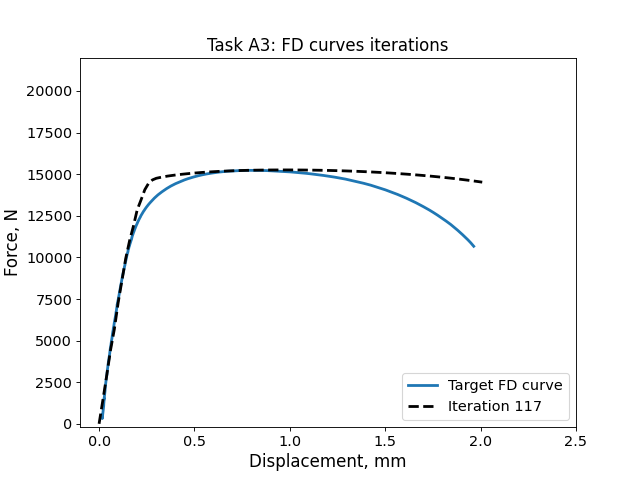 Task A3: FD curves iterations
20000
17500
15000
12500
10000
7500
5000
2500
0
Force, N
0.0 0.5 1.0 1.5 2.0 2.5
Displacement, mm
Target FD curve
Iteration 117